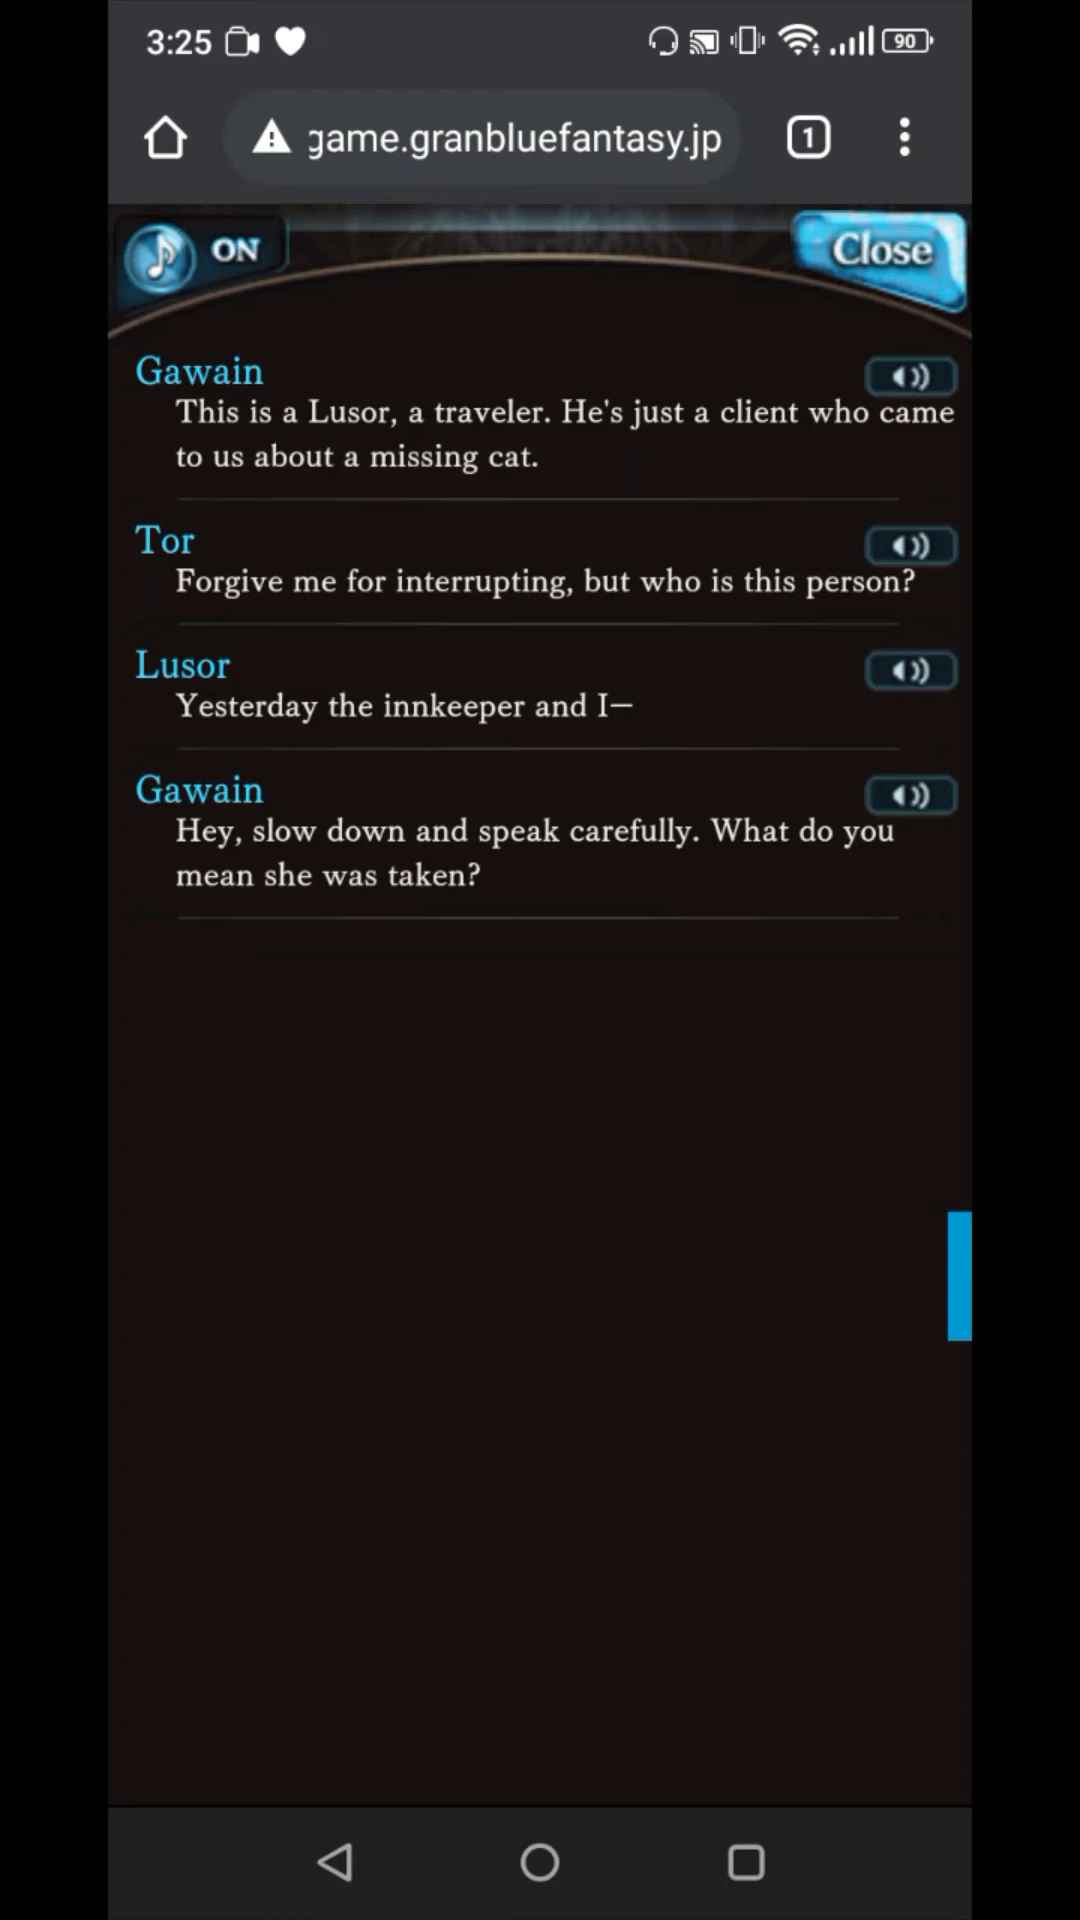 3:25
90
game.granbluefantasy.jp
1
ON
Close
Gawain
This is a Lusor, a traveler. He's just a client who came
to us about a missing cat.
Tor
Forgive me for interrupting, but who is this person?
Lusor
Yesterday the innkeeper and I—
Gawain
Hey, slow down and speak carefully. What do you
mean she was taken?